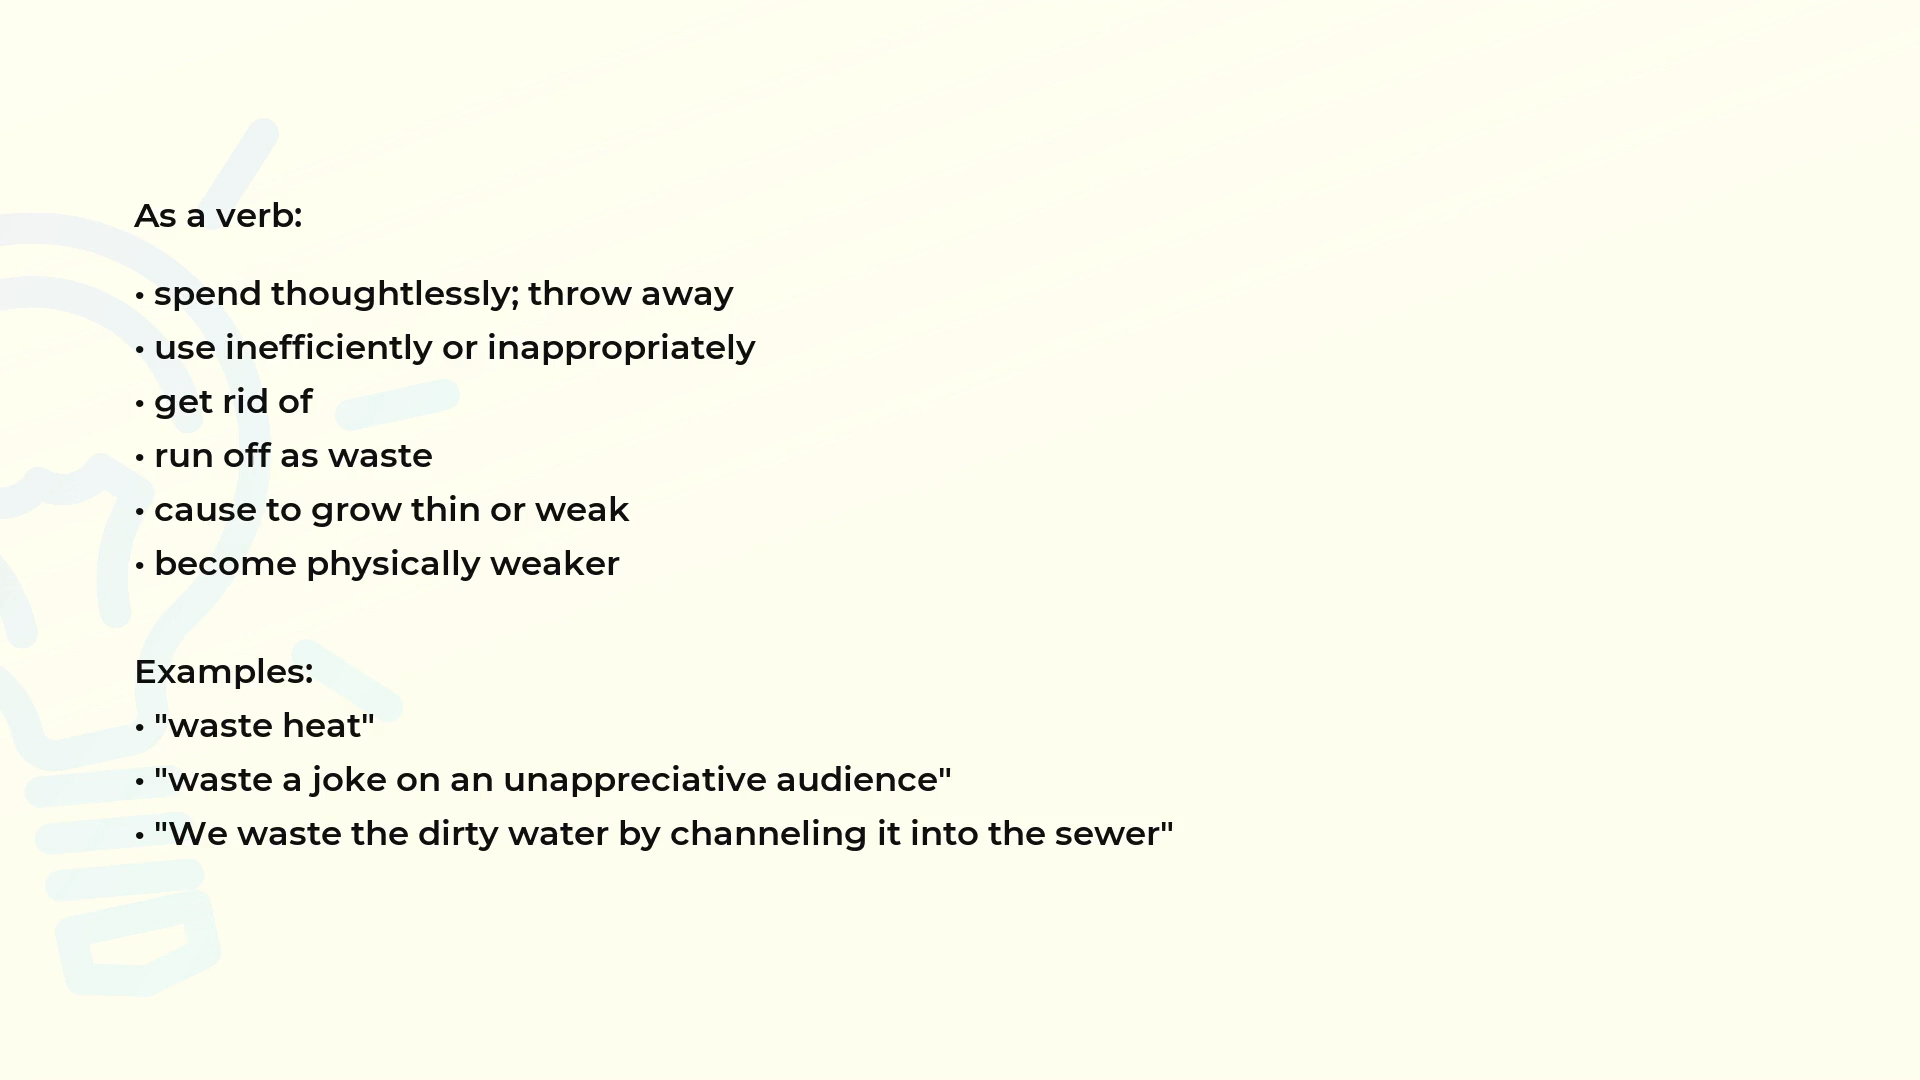 As a verb:
• spend thoughtlessly; throw away
• use inefficiently or inappropriately
• get rid of
• run off as waste
• cause to grow thin or weak
• become physically weaker
Examples:
• "waste heat"
• "waste a joke on an unappreciative audience"
• "We waste the dirty water by channeling it into the sewer"